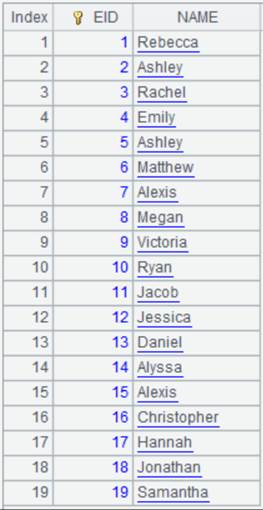 Index EID NAME
1 1 Rebecca
2 2 Ashley
3 3 Rachel
4 4 Emily
5 5 Ashley
6 6 Matthew
7 7 Alexis
8 8 Megan
9 9 Victoria
10 10 Ryan
11 11 Jacob
12 12 Jessica
13 13 Daniel
14 14 Alyssa
15 15 Alexis
16 16 Christopher
17 17 Hannah
18 18 Jonathan
19 19 Samantha